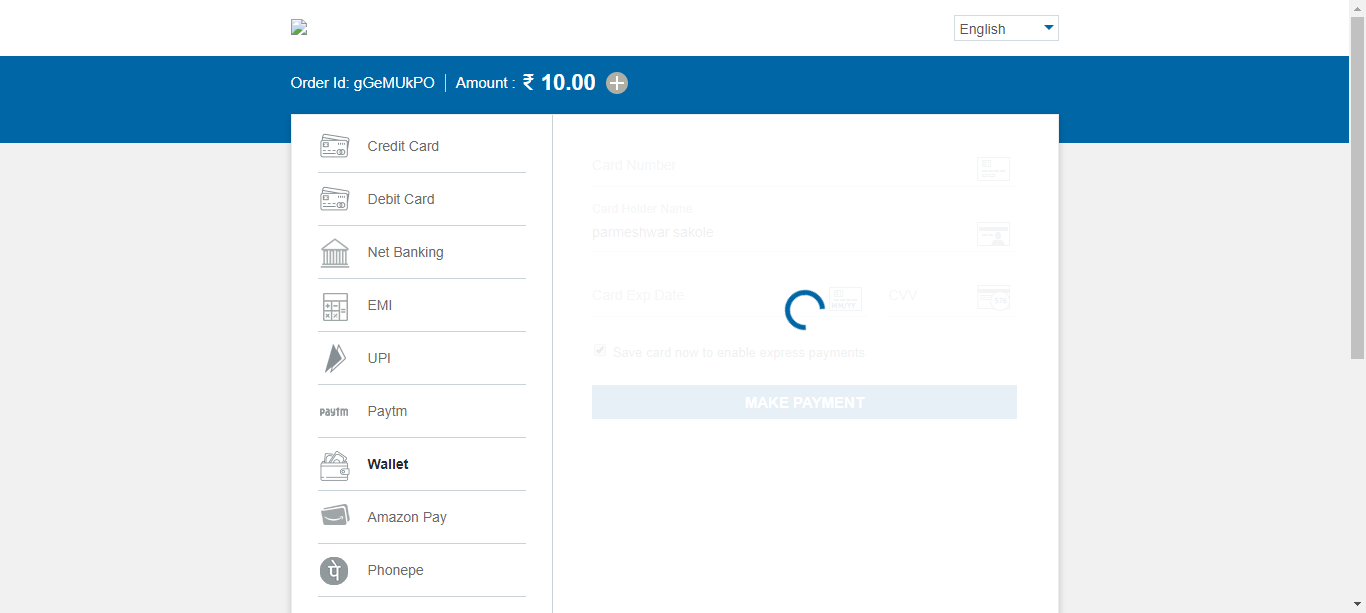 English
Order Id: gGeMUkPO Amount : ₹ 10.00
Credit Card
Debit Card
Net Banking
EMI
UPI
paytm Paytm
Wallet
Amazon Pay
पे Phonepe
Card Number
Card Holder Name
parmeshwar sakole
Card Exp Date CVV
Save card now to enable express payments
MAKE PAYMENT